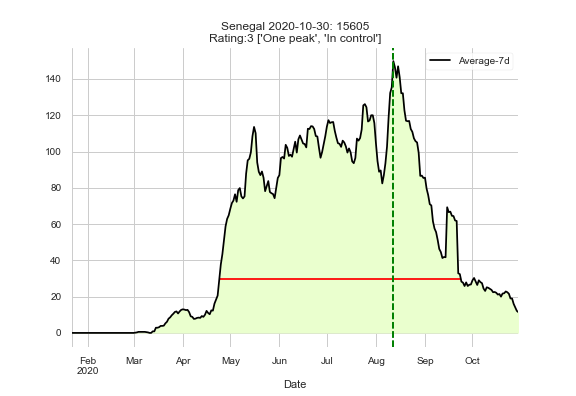 Senegal 2020-10-30: 15605
Rating:3 ['One peak', 'In control']
Average-7d
140
120
100
80
60
40
20
0
Feb
2020
Mar
Apr
May
Jun
Jul
Aug
Sep
Oct
Date